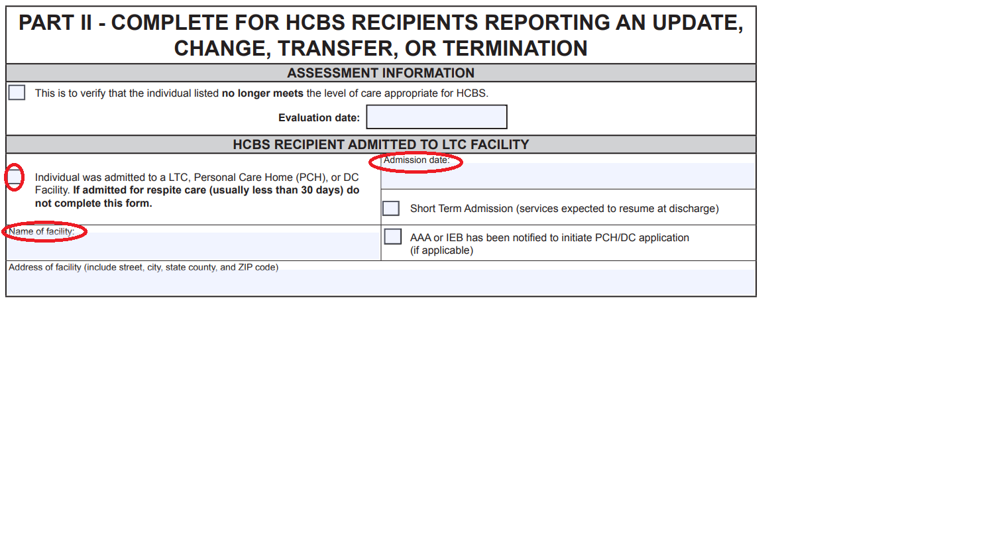 PART II - COMPLETE FOR HCBS RECIPIENTS REPORTING AN UPDATE,
CHANGE, TRANSFER, OR TERMINATION
ASSESSMENT INFORMATION
This is to verify that the individual listed no longer meets the level of care appropriate for HCBS.
Evaluation date:
HCBS RECIPIENT ADMITTED TO LTC FACILITY
Individual was admitted to a LTC, Personal Care Home (PCH), or DC
Facility. If admitted for respite care (usually less than 30 days) do
not complete this form.
Admission date:
Short Term Admission (services expected to resume at discharge)
Name of facility:
AAA or IEB has been notified to initiate PCH/DC application
(if applicable)
Address of facility (include street, city, state county, and ZIP code)